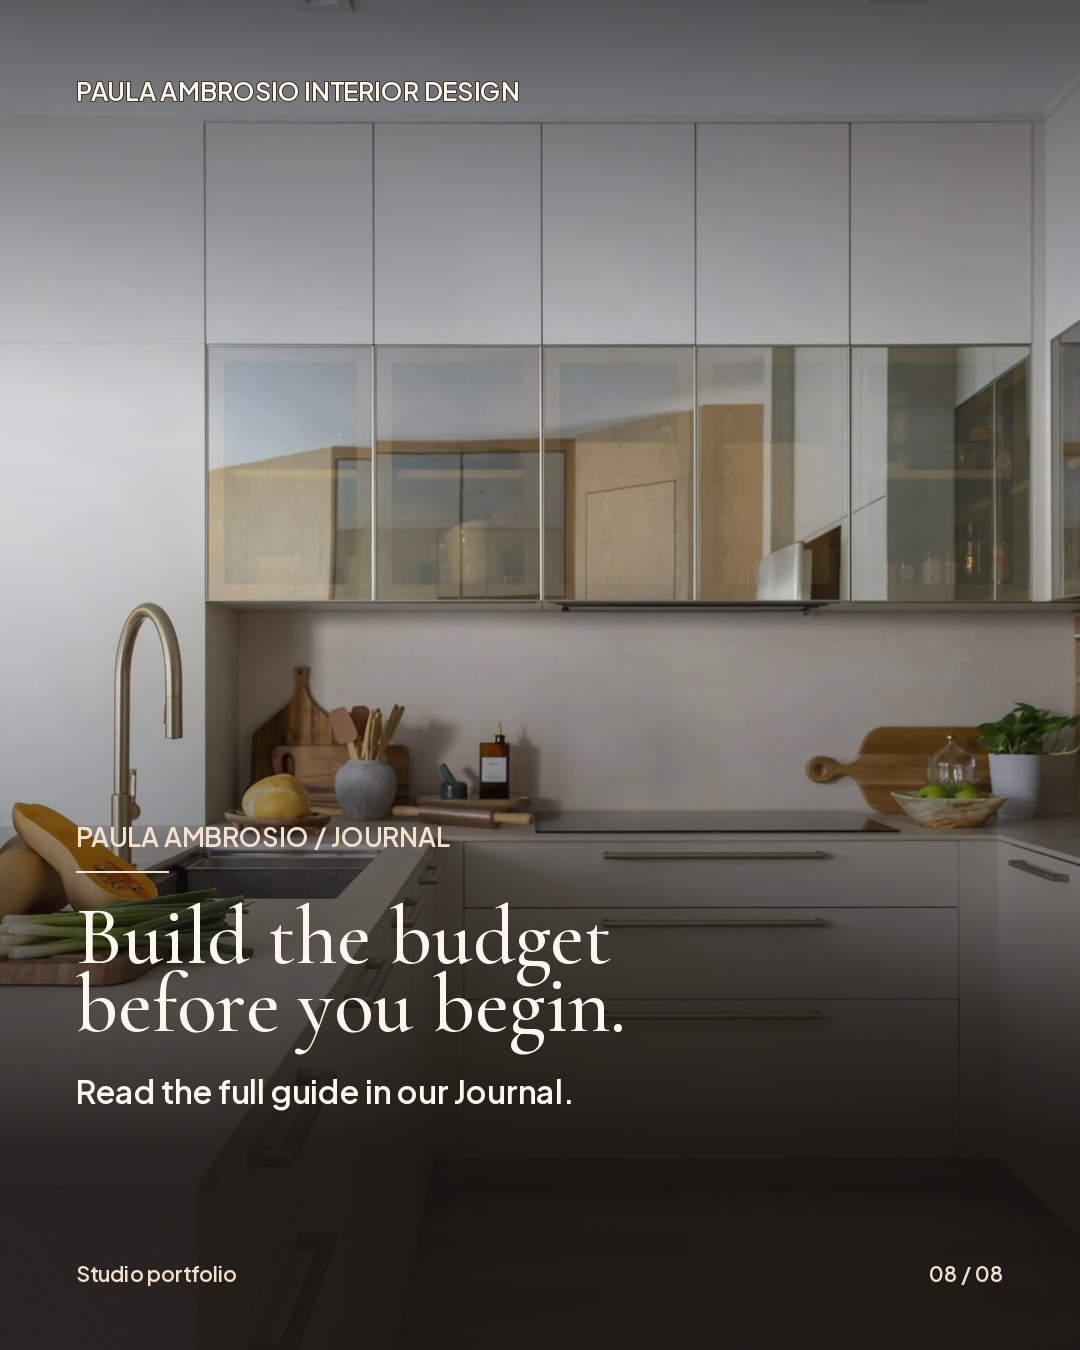 PAULA AMBROSIO INTERIOR DESIGN
PAULA AMBROSIO / JOURNAL
Build the budget
before you begin.
Read the full guide in our Journal.
Studio portfolio
08 / 08